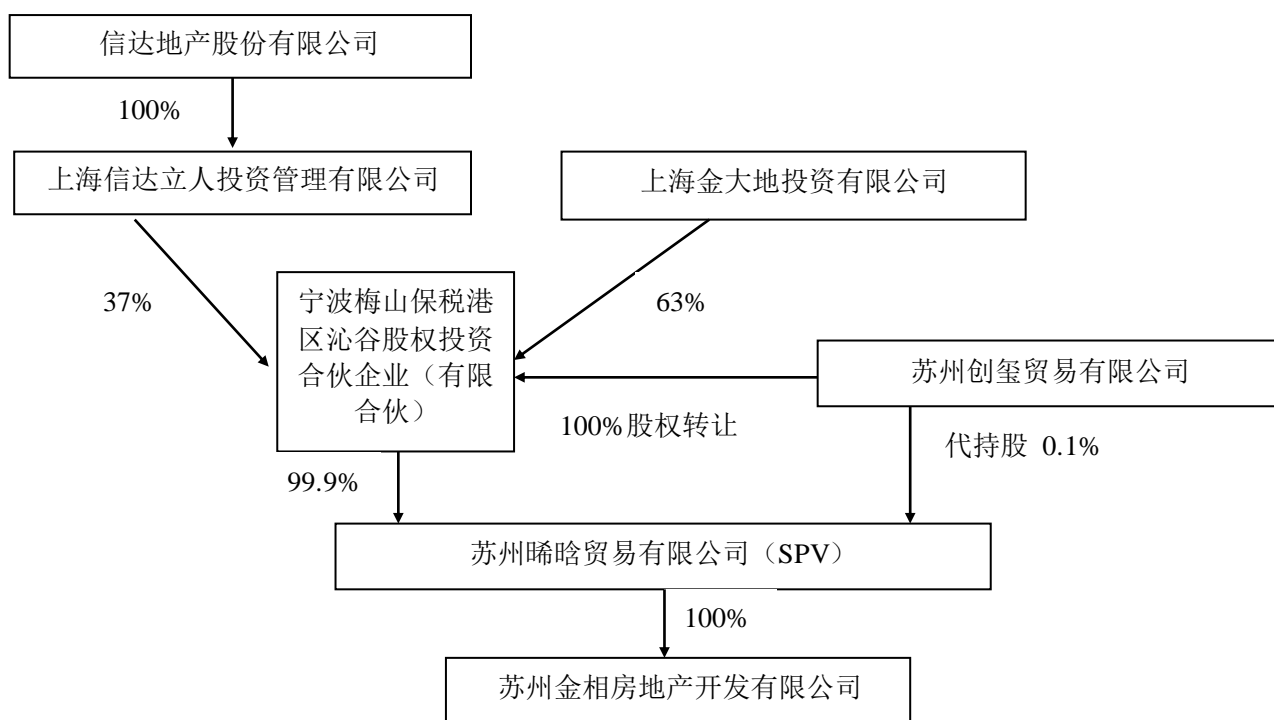 信达地产股份有限公司
100%
上海信达立人投资管理有限公司
上海金大地投资有限公司
37%
宁波梅山保税港
区沁谷股权投资
合伙企业（有限
合伙）
63%
苏州创玺贸易有限公司
100%股权转让
代持股 0.1%
99.9%
苏州晞晗贸易有限公司（SPV）
100%
苏州金相房地产开发有限公司